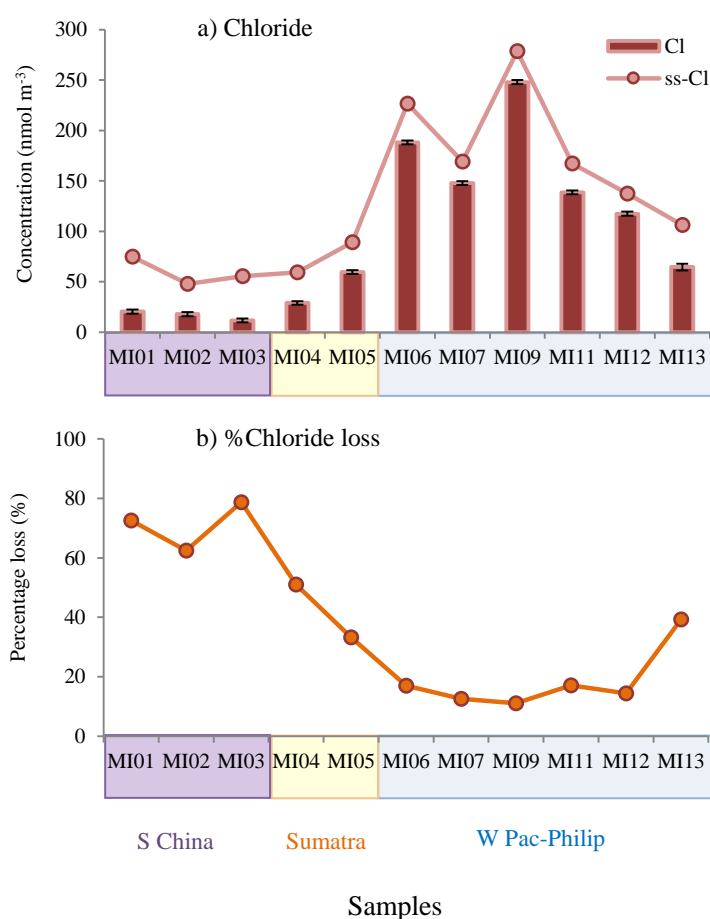 a) Chloride
Cl
ss-Cl
Concentration (nmol m⁻³)
300
250
200
150
100
50
0
MI01 MI02 MI03 MI04 MI05 MI06 MI07 MI09 MI11 MI12 MI13
b) %Chloride loss
Percentage loss (%)
100
80
60
40
20
0
MI01 MI02 MI03 MI04 MI05 MI06 MI07 MI09 MI11 MI12 MI13
S China Sumatra W Pac-Philip
Samples